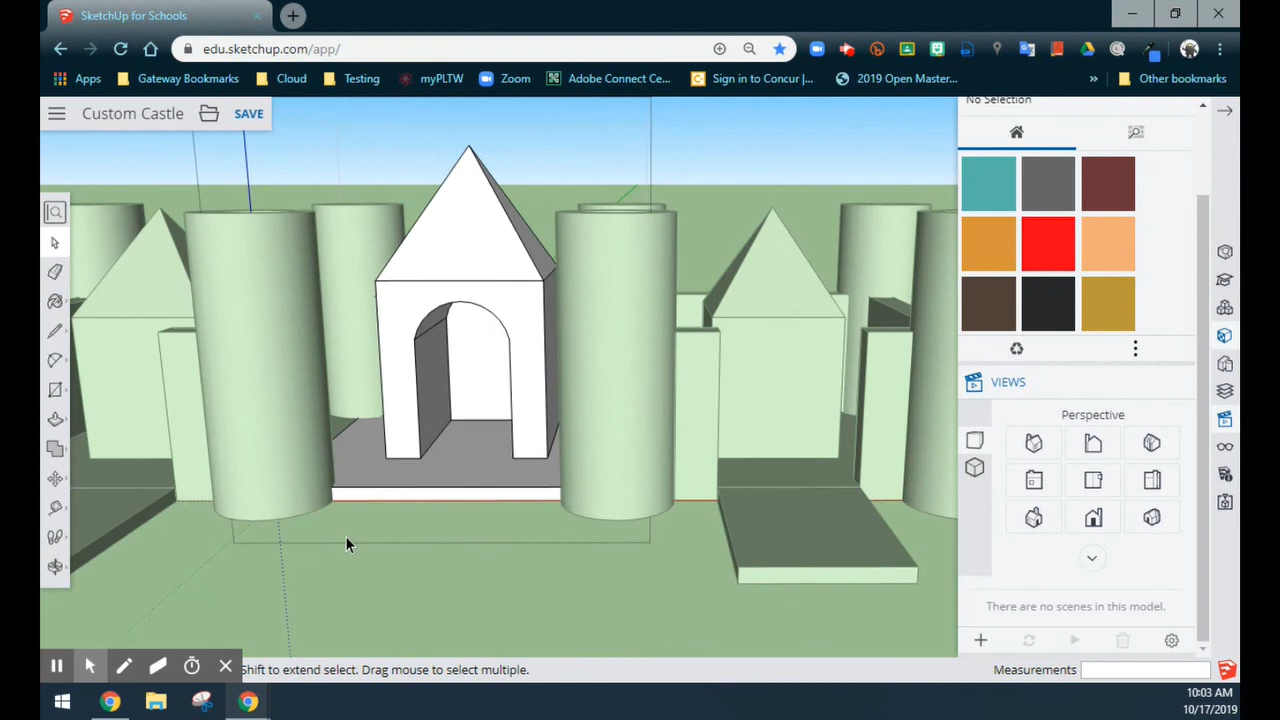 SketchUp for Schools
edu.sketchup.com/app/
Apps
Gateway Bookmarks
Cloud
Testing
myPLTW
Zoom
Adobe Connect Ce...
Sign in to Concur |...
2019 Open Master...
»
Other bookmarks
Custom Castle
SAVE
No Selection
VIEWS
Perspective
There are no scenes in this model.
Shift to extend select. Drag mouse to select multiple.
Measurements
10:03 AM
10/17/2019